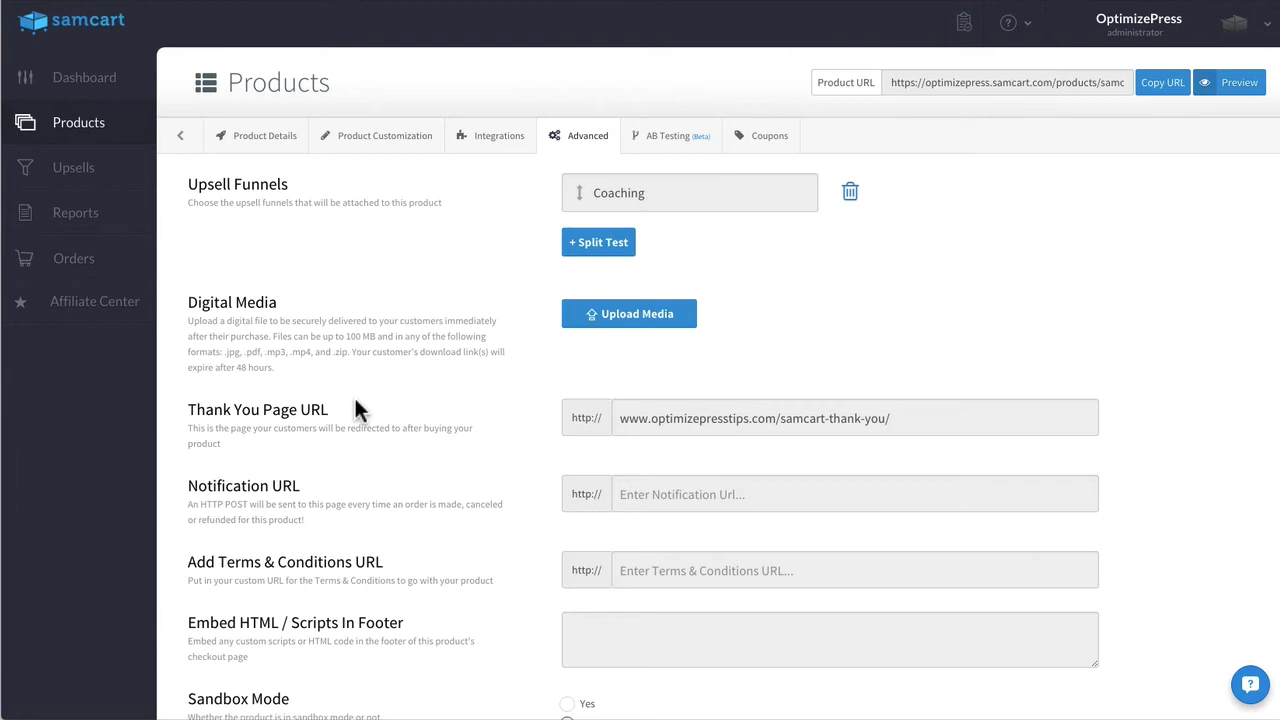 samcart
OptimizePress
administrator
Dashboard
Products
Upsells
Reports
Orders
Affiliate Center
Products
Product URL
https://optimizepress.samcart.com/products/samc
Copy URL
Preview
Product Details
Product Customization
Integrations
Advanced
AB Testing (Beta)
Coupons
Upsell Funnels
Choose the upsell funnels that will be attached to this product
Coaching
+ Split Test
Digital Media
Upload a digital file to be securely delivered to your customers immediately
after their purchase. Files can be up to 100 MB and in any of the following
formats: .jpg, .pdf, .mp3, .mp4, and .zip. Your customer's download link(s) will
expire after 48 hours.
Upload Media
Thank You Page URL
This is the page your customers will be redirected to after buying your
product
http:// www.optimizepresstips.com/samcart-thank-you/
Notification URL
An HTTP POST will be sent to this page every time an order is made, canceled
or refunded for this product!
http:// Enter Notification Url...
Add Terms & Conditions URL
Put in your custom URL for the Terms & Conditions to go with your product
http:// Enter Terms & Conditions URL...
Embed HTML / Scripts In Footer
Embed any custom scripts or HTML code in the footer of this product's
checkout page
Sandbox Mode
Whether the product is in sandbox mode or not
Yes